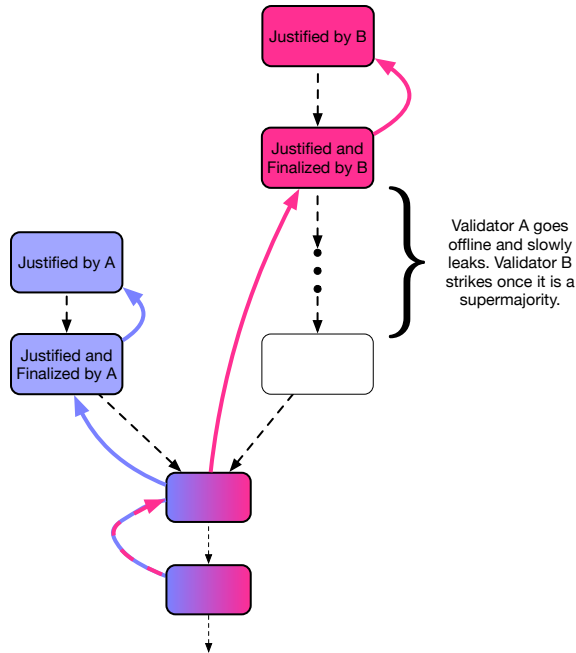 Justified by B
Justified and
Finalized by B
Validator A goes
offline and slowly
leaks. Validator B
strikes once it is a
supermajority.
Justified by A
Justified and
Finalized by A